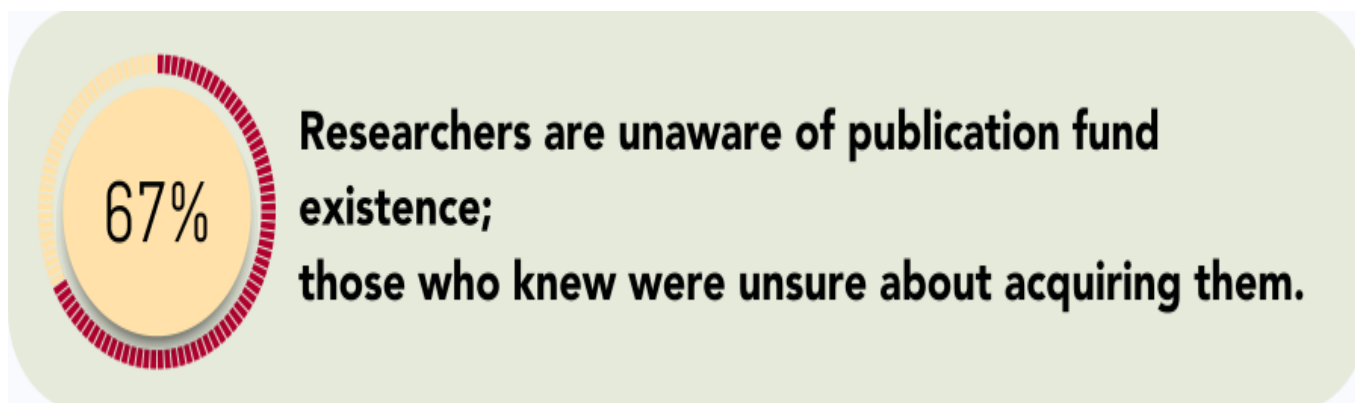 67%
Researchers are unaware of publication fund
existence;
those who knew were unsure about acquiring them.